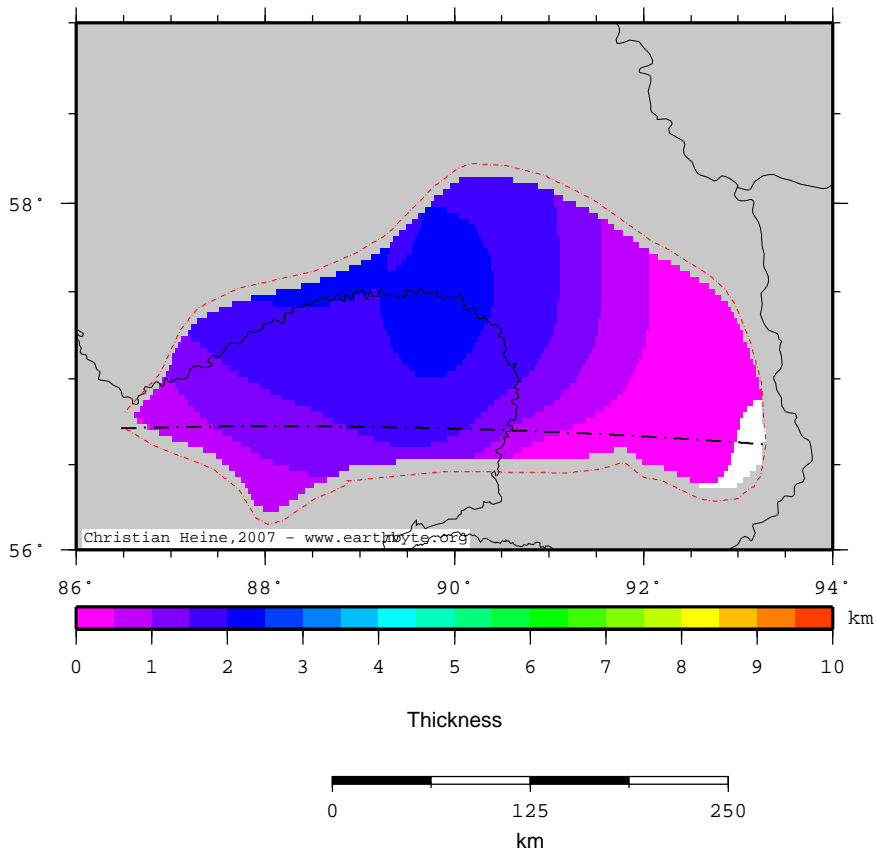 58°
56°
Christian Heine,2007 - www.earthbyte.org
86° 88° 90° 92° 94°
km
0 1 2 3 4 5 6 7 8 9 10
Thickness
0 125 250
km